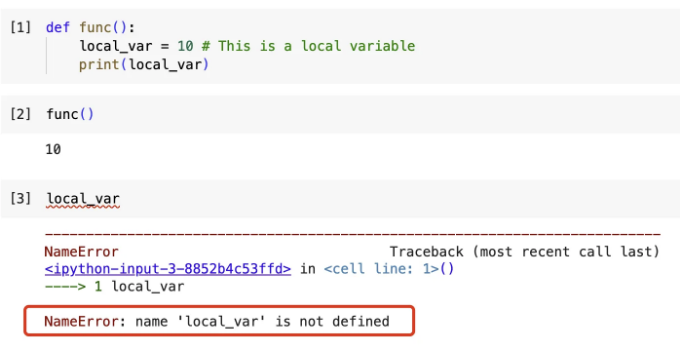 [1] def func():
local_var = 10 # This is a local variable
print(local_var)
[2] func()
10
[3] local_var
---------------------------------------------------------------------------
NameError Traceback (most recent call last)
<ipython-input-3-8852b4c53ffd> in <cell line: 1>()
----> 1 local_var
NameError: name 'local_var' is not defined